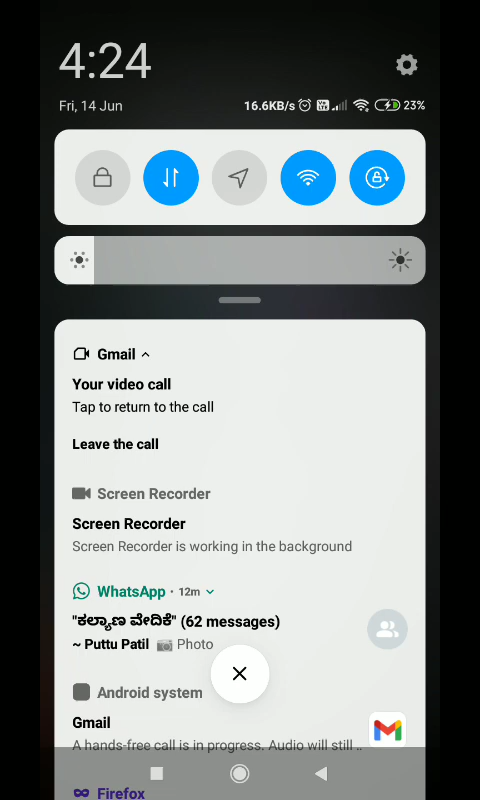 4:24
Fri, 14 Jun
16.6KB/s 23%
Gmail
Your video call
Tap to return to the call
Leave the call
Screen Recorder
Screen Recorder
Screen Recorder is working in the background
WhatsApp · 12m
"ಕಲ್ಯಾಣ ವೇದಿಕೆ" (62 messages)
~ Puttu Patil 📷 Photo
Android system
Gmail
A hands-free call is in progress. Audio will still ..
Firefox